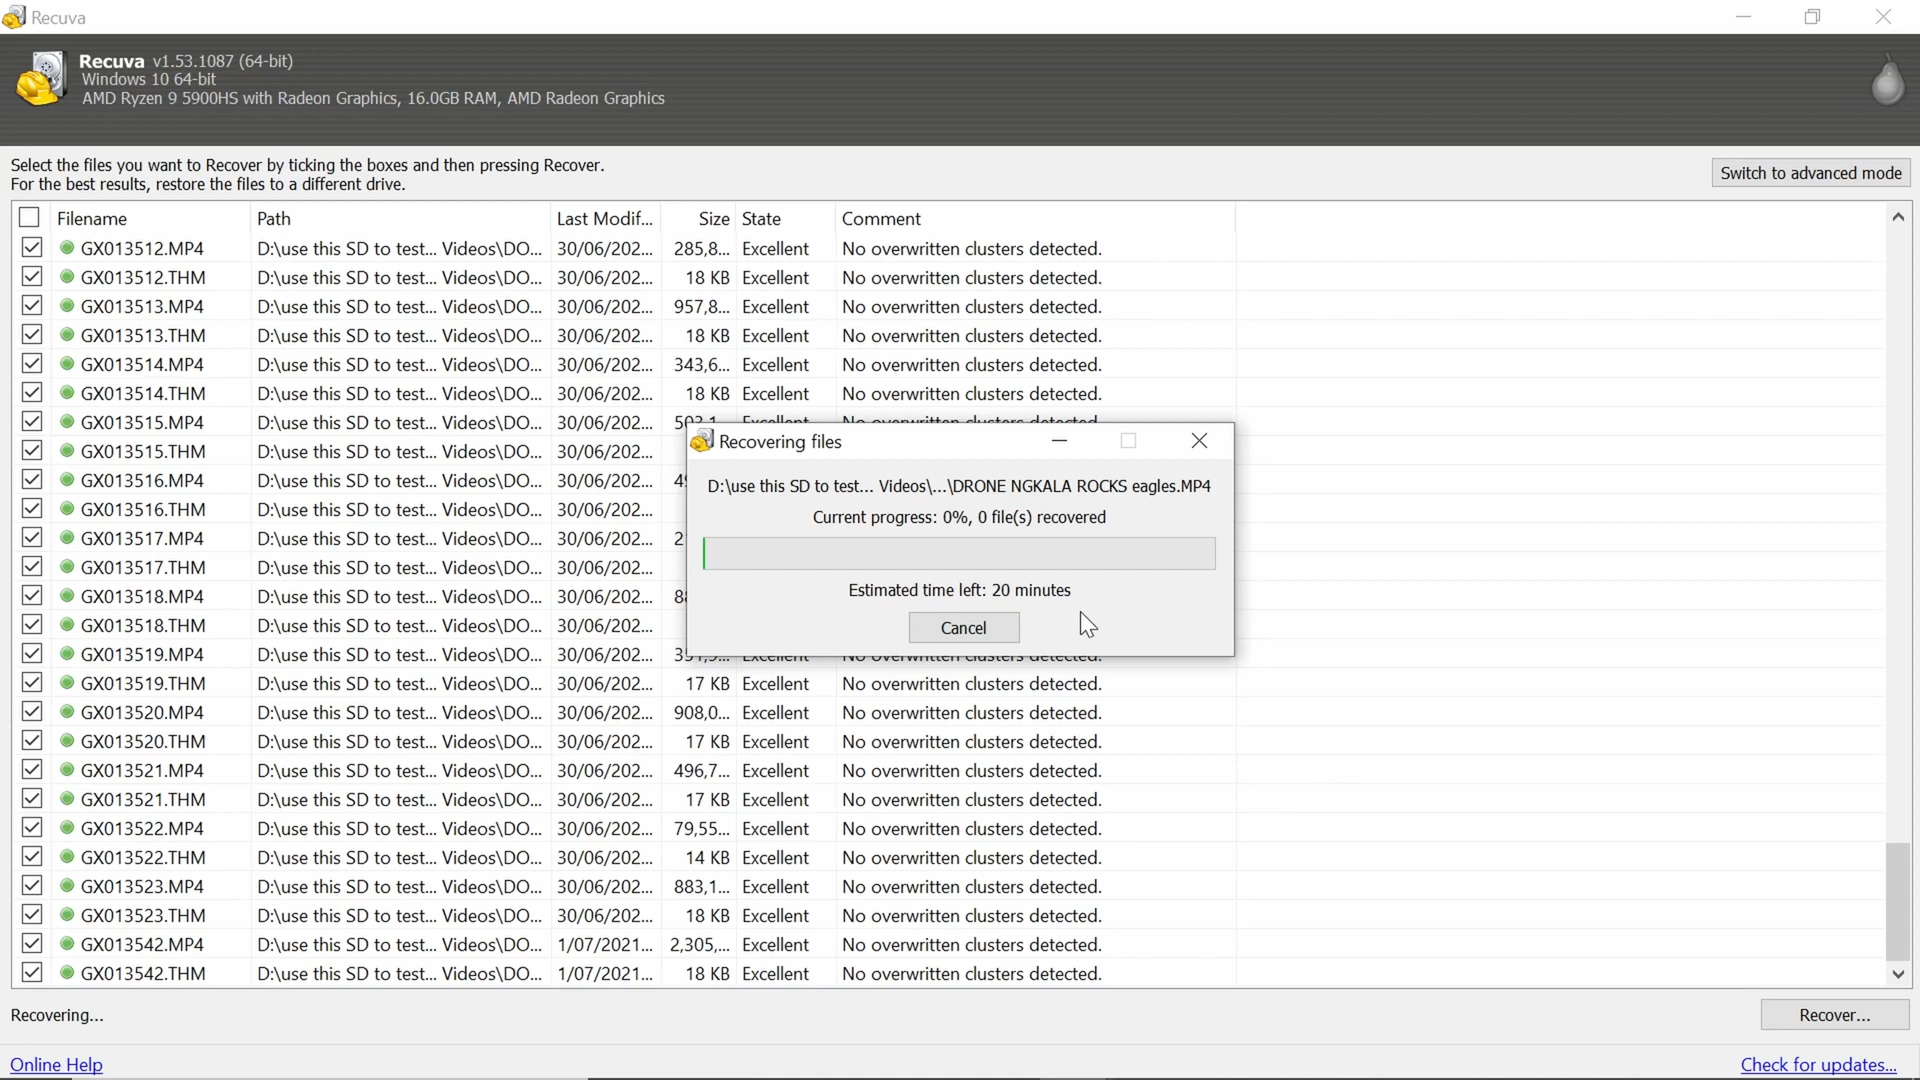 Recuva
Recuva v1.53.1087 (64-bit)
Windows 10 64-bit
AMD Ryzen 9 5900HS with Radeon Graphics, 16.0GB RAM, AMD Radeon Graphics
Select the files you want to Recover by ticking the boxes and then pressing Recover.
For the best results, restore the files to a different drive.
Switch to advanced mode
Filename Path Last Modif... Size State Comment
GX013512.MP4 D:\use this SD to test... Videos\DO... 30/06/202... 285,8... Excellent No overwritten clusters detected.
GX013512.THM D:\use this SD to test... Videos\DO... 30/06/202... 18 KB Excellent No overwritten clusters detected.
GX013513.MP4 D:\use this SD to test... Videos\DO... 30/06/202... 957,8... Excellent No overwritten clusters detected.
GX013513.THM D:\use this SD to test... Videos\DO... 30/06/202... 18 KB Excellent No overwritten clusters detected.
GX013514.MP4 D:\use this SD to test... Videos\DO... 30/06/202... 343,6... Excellent No overwritten clusters detected.
GX013514.THM D:\use this SD to test... Videos\DO... 30/06/202... 18 KB Excellent No overwritten clusters detected.
GX013515.MP4 D:\use this SD to test... Videos\DO... 30/06/202... Excellent No overwritten clusters detected.
GX013515.THM D:\use this SD to test... Videos\DO... 30/06/202...
GX013516.MP4 D:\use this SD to test... Videos\DO... 30/06/202...
GX013516.THM D:\use this SD to test... Videos\DO... 30/06/202...
GX013517.MP4 D:\use this SD to test... Videos\DO... 30/06/202...
GX013517.THM D:\use this SD to test... Videos\DO... 30/06/202...
GX013518.MP4 D:\use this SD to test... Videos\DO... 30/06/202...
GX013518.THM D:\use this SD to test... Videos\DO... 30/06/202...
GX013519.MP4 D:\use this SD to test... Videos\DO... 30/06/202... Excellent No overwritten clusters detected.
GX013519.THM D:\use this SD to test... Videos\DO... 30/06/202... 17 KB Excellent No overwritten clusters detected.
GX013520.MP4 D:\use this SD to test... Videos\DO... 30/06/202... 908,0... Excellent No overwritten clusters detected.
GX013520.THM D:\use this SD to test... Videos\DO... 30/06/202... 17 KB Excellent No overwritten clusters detected.
GX013521.MP4 D:\use this SD to test... Videos\DO... 30/06/202... 496,7... Excellent No overwritten clusters detected.
GX013521.THM D:\use this SD to test... Videos\DO... 30/06/202... 17 KB Excellent No overwritten clusters detected.
GX013522.MP4 D:\use this SD to test... Videos\DO... 30/06/202... 79,55... Excellent No overwritten clusters detected.
GX013522.THM D:\use this SD to test... Videos\DO... 30/06/202... 14 KB Excellent No overwritten clusters detected.
GX013523.MP4 D:\use this SD to test... Videos\DO... 30/06/202... 883,1... Excellent No overwritten clusters detected.
GX013523.THM D:\use this SD to test... Videos\DO... 30/06/202... 18 KB Excellent No overwritten clusters detected.
GX013542.MP4 D:\use this SD to test... Videos\DO... 1/07/2021... 2,305,... Excellent No overwritten clusters detected.
GX013542.THM D:\use this SD to test... Videos\DO... 1/07/2021... 18 KB Excellent No overwritten clusters detected.
Recovering files
D:\use this SD to test... Videos\...\DRONE NGKALA ROCKS eagles.MP4
Current progress: 0%, 0 file(s) recovered
Estimated time left: 20 minutes
Cancel
Recovering...
Recover...
Online Help
Check for updates...